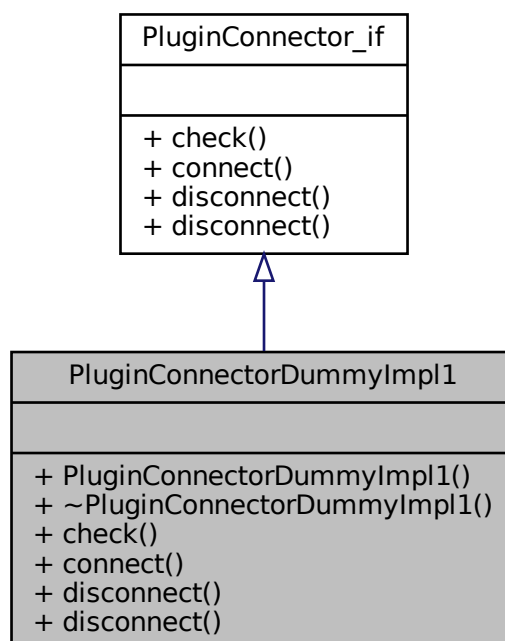 PluginConnector_if
+ check()
+ connect()
+ disconnect()
+ disconnect()
PluginConnectorDummyImpl1
+ PluginConnectorDummyImpl1()
+ ~PluginConnectorDummyImpl1()
+ check()
+ connect()
+ disconnect()
+ disconnect()